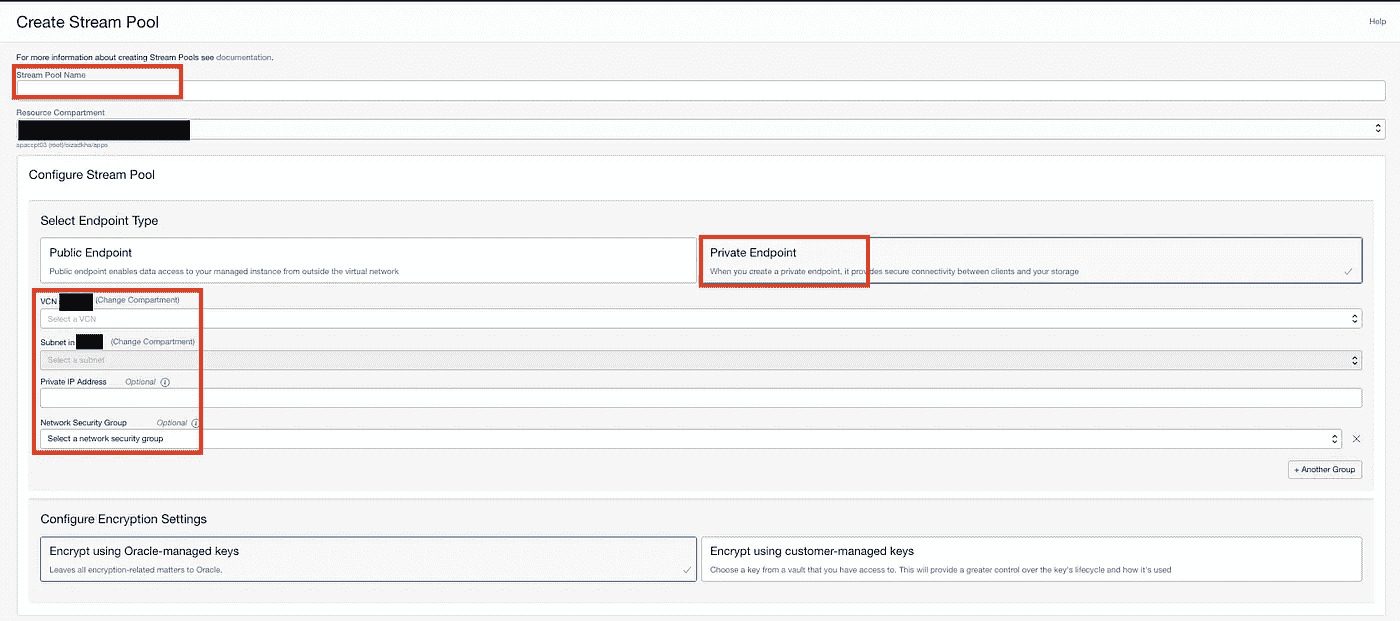 Create Stream Pool
Help
For more information about creating Stream Pools see documentation.
Stream Pool Name
Resource Compartment
apaccpt03 (root)/bizadkha/apps
Configure Stream Pool
Select Endpoint Type
Public Endpoint
Public endpoint enables data access to your managed instance from outside the virtual network
Private Endpoint
When you create a private endpoint, it provides secure connectivity between clients and your storage
VCN (Change Compartment)
Select a VCN
Subnet in (Change Compartment)
Select a subnet
Private IP Address Optional
Network Security Group Optional
Select a network security group
+ Another Group
Configure Encryption Settings
Encrypt using Oracle-managed keys
Leaves all encryption-related matters to Oracle.
Encrypt using customer-managed keys
Choose a key from a vault that you have access to. This will provide a greater control over the key's lifecycle and how it's used